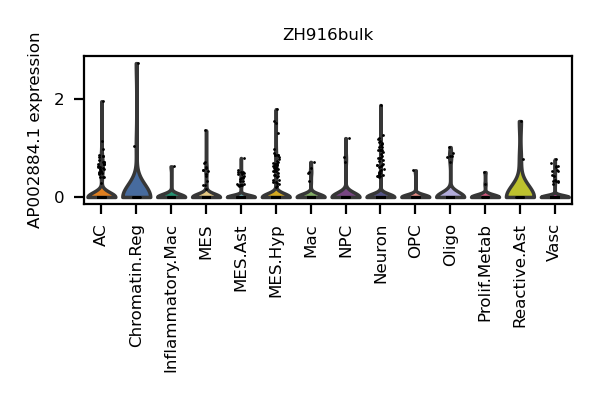 ZH916bulk
AP002884.1 expression
2
0
AC
Chromatin.Reg
Inflammatory.Mac
MES
MES.Ast
MES.Hyp
Mac
NPC
Neuron
OPC
Oligo
Prolif.Metab
Reactive.Ast
Vasc